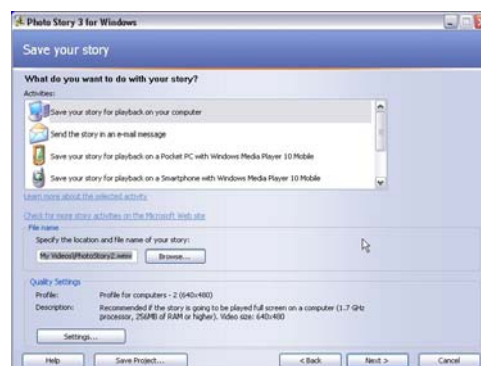 Photo Story 3 for Windows
Save your story
What do you want to do with your story?
Activities:
Save your story for playback on your computer
Send the story in an e-mail message
Save your story for playback on a Pocket PC with Windows Media Player 10 Mobile
Save your story for playback on a Smartphone with Windows Media Player 10 Mobile
Learn more about the selected activity
Check for more story activities on the Microsoft Web site
File name
Specify the location and file name of your story:
My Videos\PhotoStory2.wmv Browse...
Quality Settings
Profile: Profile for computers - 2 (640x480)
Description: Recommended if the story is going to be played full screen on a computer (1.7 GHz
processor, 256MB of RAM or higher). Video size: 640x480
Settings...
Help Save Project... < Back Next > Cancel